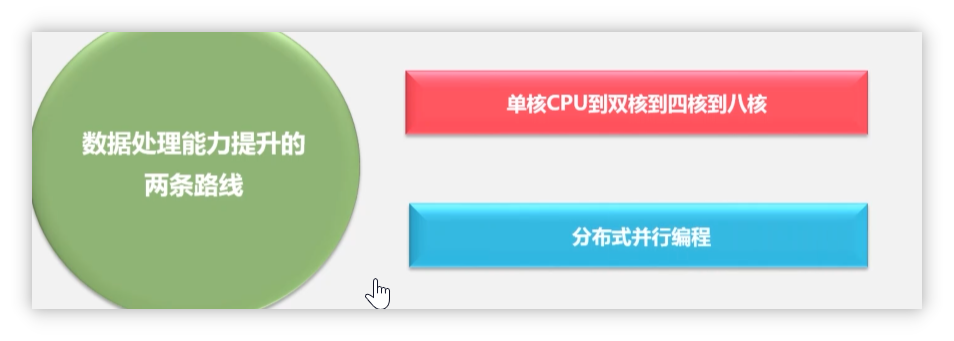 数据处理能力提升的
两条路线
单核CPU到双核到四核到八核
分布式并行编程